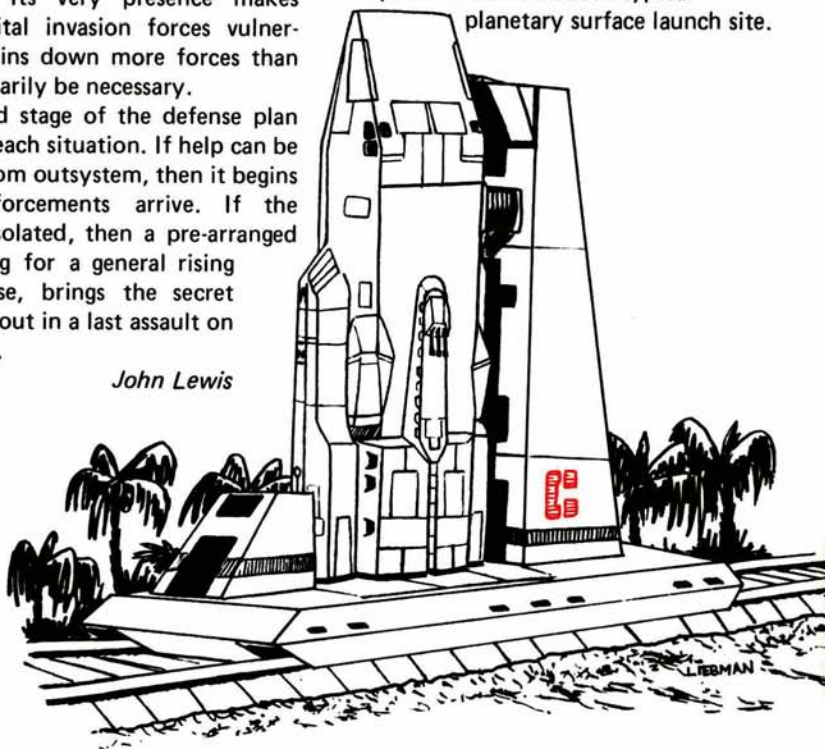 Its very presence makes
ital invasion forces vulner-
ins down more forces than
arily be necessary.
d stage of the defense plan
each situation. If help can be
om outsystem, then it begins
forcements arrive. If the
solated, then a pre-arranged
g for a general rising
se, brings the secret
out in a last assault on
John Lewis
planetary surface launch site.
LIEBMAN